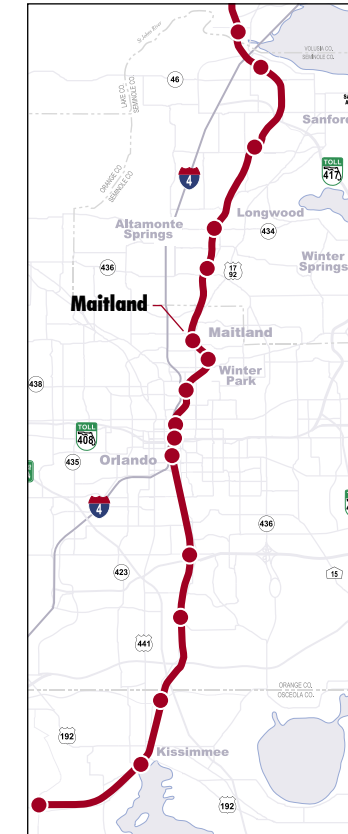 St Johns River
VOLUSIA CO.
SEMINOLE CO.
LAKE CO.
SEMINOLE CO.
46
Sanford
TOLL
417
ORANGE CO.
SEMINOLE CO.
4
Longwood
Altamonte
Springs
434
436
17
92
Winter
Springs
Maitland
Maitland
Winter
Park
438
TOLL
408
Orlando
435
4
436
423
15
441
ORANGE CO.
OSCEOLA CO.
192
Kissimmee
192